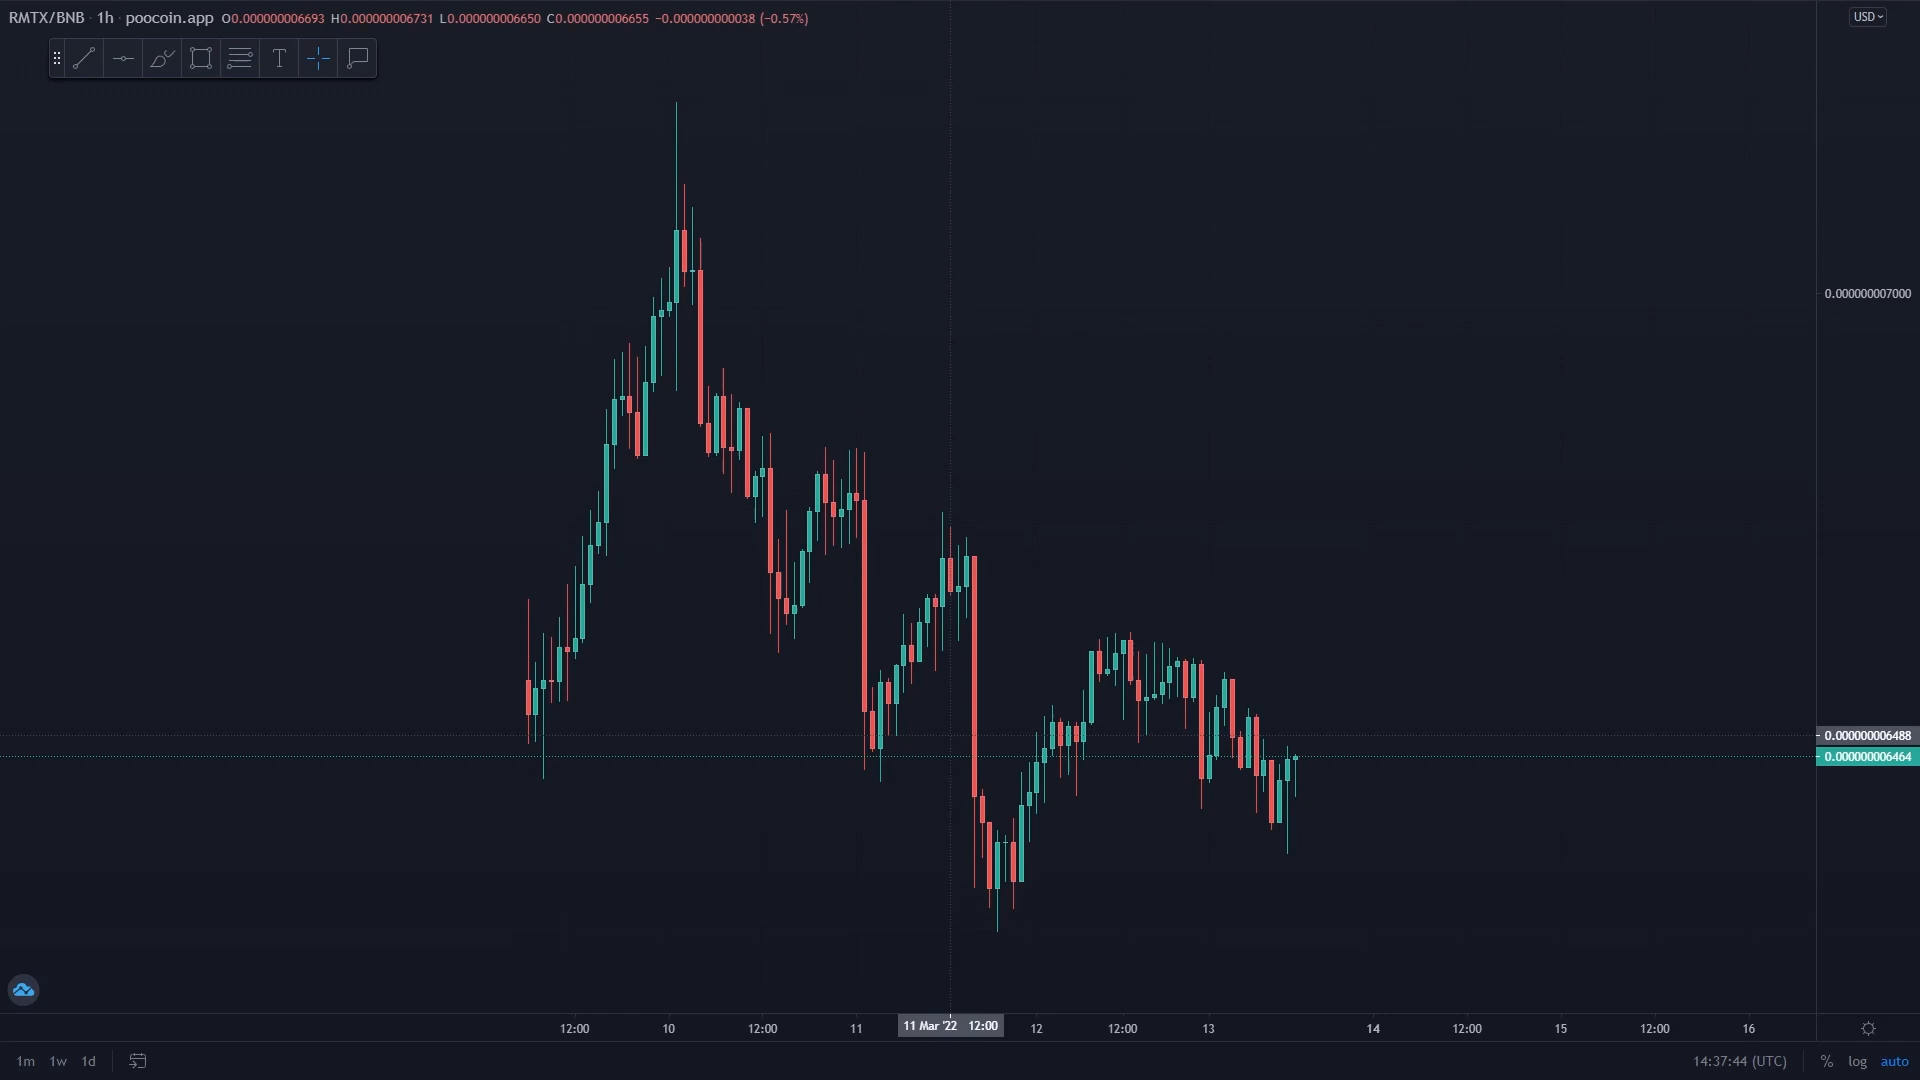 RMTX/BNB · 1h · poocoin.app O0.000000006693 H0.000000006731 L0.000000006650 C0.000000006655 −0.000000000038 (−0.57%)
USD
T
0.000000007000
0.000000006488
0.000000006464
12:00 10 12:00 11 11 Mar '22 12:00 12 12:00 13 14 12:00 15 12:00 16
1m 1w 1d 14:37:44 (UTC) % log auto